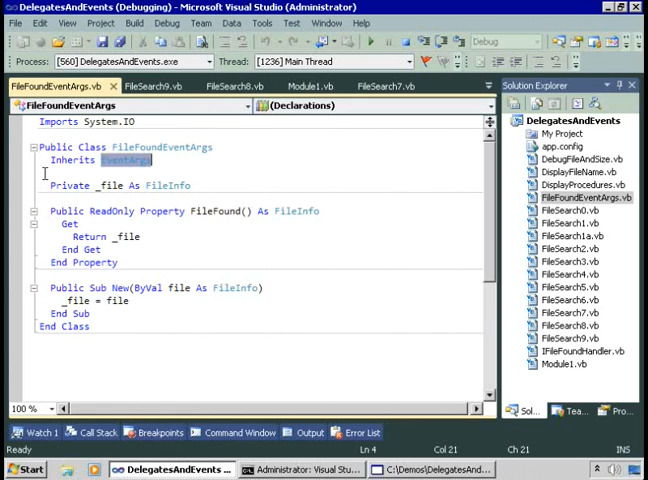 DelegatesAndEvents (Debugging) - Microsoft Visual Studio (Administrator)
File Edit View Project Build Debug Team Data Tools Test Window Help
Debug
Process: [560] DelegatesAndEvents.exe Thread: [1236] Main Thread
FileFoundEventArgs.vb FileSearch9.vb FileSearch8.vb Module1.vb FileSearch7.vb
FileFoundEventArgs (Declarations)
Imports System.IO
Public Class FileFoundEventArgs
Inherits EventArgs
Private _file As FileInfo
Public ReadOnly Property FileFound() As FileInfo
Get
Return _file
End Get
End Property
Public Sub New(ByVal file As FileInfo)
_file = file
End Sub
End Class
100 %
Solution Explorer
DelegatesAndEvents
My Project
app.config
DebugFileAndSize.vb
DisplayFileName.vb
DisplayProcedures.vb
FileFoundEventArgs.vb
FileSearch0.vb
FileSearch1.vb
FileSearch1a.vb
FileSearch2.vb
FileSearch3.vb
FileSearch4.vb
FileSearch5.vb
FileSearch6.vb
FileSearch7.vb
FileSearch8.vb
FileSearch9.vb
IFileFoundHandler.vb
Module1.vb
Sol... Tea... Pro...
Watch 1 Call Stack Breakpoints Command Window Output Error List
Ready Ln 4 Col 21 Ch 21 INS
Start DelegatesAndEvents ... Administrator: Visual Stu... C:\Demos\DelegatesAnd...